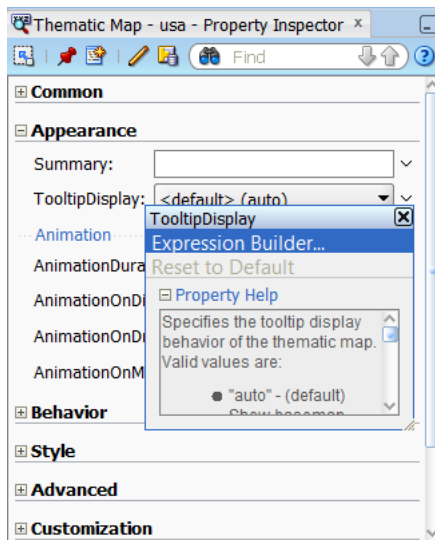 Thematic Map - usa - Property Inspector x
Find
Common
Appearance
Summary:
TooltipDisplay: <default> (auto)
TooltipDisplay
Expression Builder...
Reset to Default
Animation
AnimationDura
AnimationOnDi
AnimationOnD
AnimationOnM
Property Help
Specifies the tooltip display
behavior of the thematic map.
Valid values are:
"auto" - (default)
Behavior
Style
Advanced
Customization